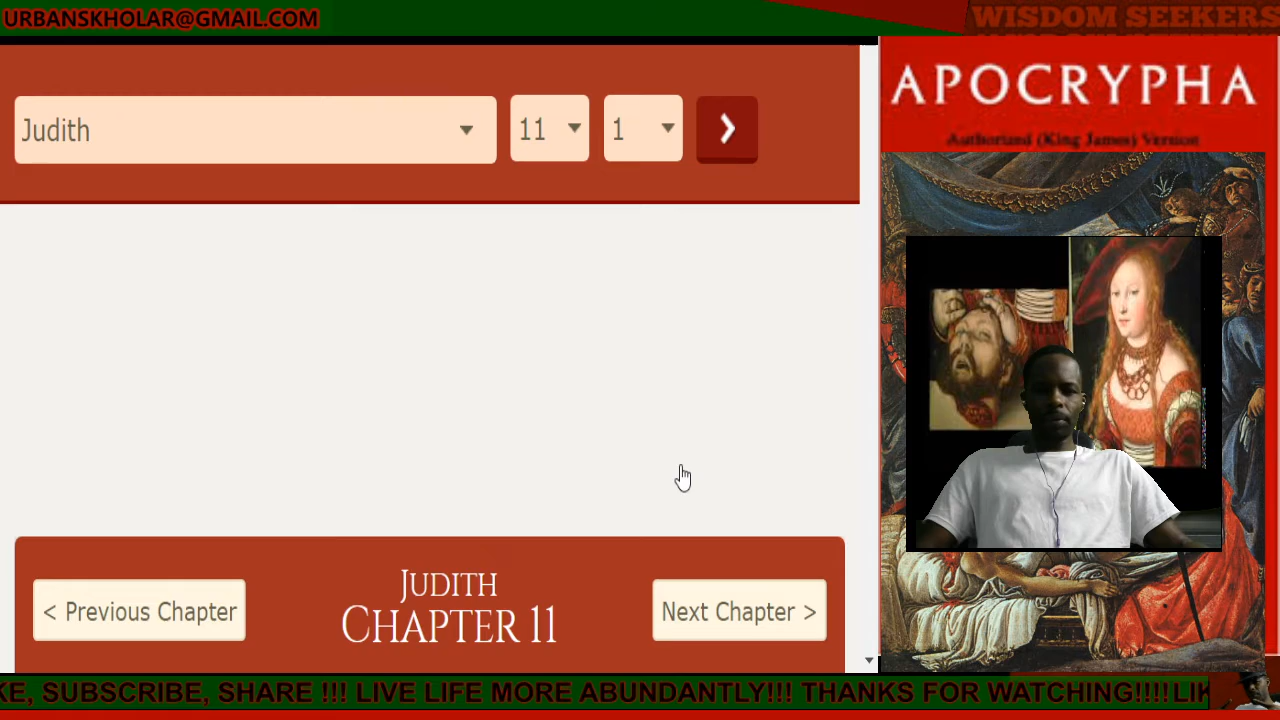 URBANSKHOLAR@GMAIL.COM
WISDOM SEEKERS
Judith
11
1
APOCRYPHA
Authorized (King James) Version
< Previous Chapter
JUDITH
CHAPTER 11
Next Chapter >
KE, SUBSCRIBE, SHARE !!! LIVE LIFE MORE ABUNDANTLY!!! THANKS FOR WATCHING!!!! LIK